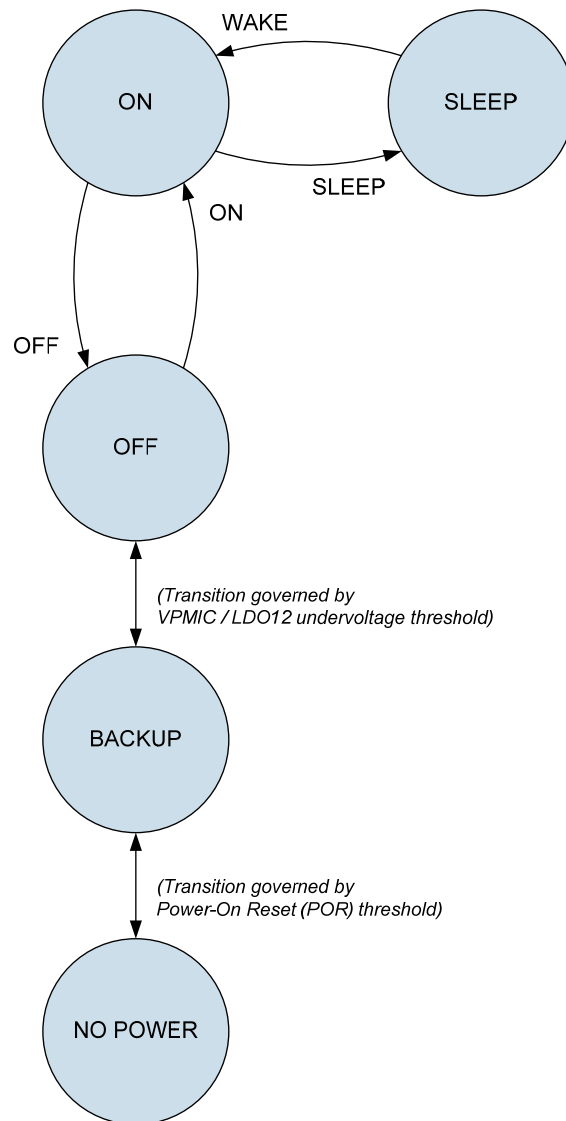 WAKE
ON
SLEEP
SLEEP
ON
OFF
OFF
(Transition governed by
VPMIC / LDO12 undervoltage threshold)
BACKUP
(Transition governed by
Power-On Reset (POR) threshold)
NO POWER